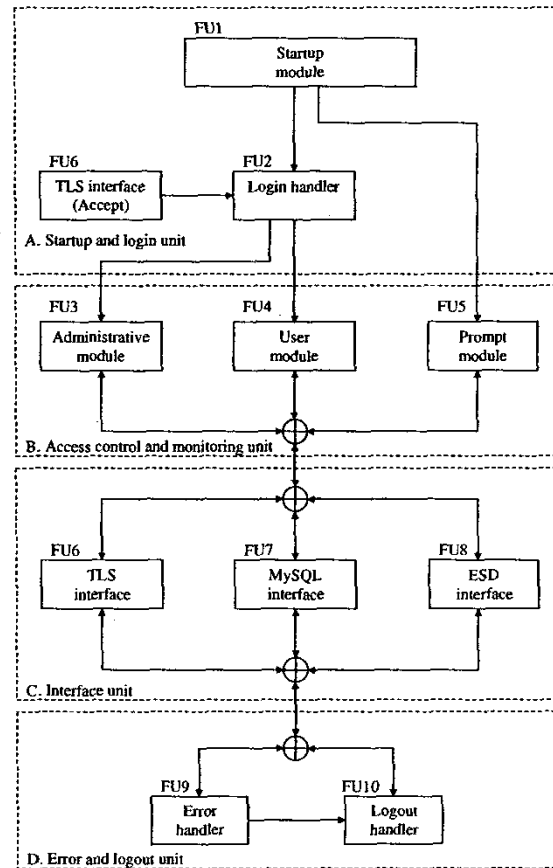 FU1
Startup
module
FU6
TLS interface
(Accept)
FU2
Login handler
A. Startup and login unit
FU3
Administrative
module
FU4
User
module
FU5
Prompt
module
B. Access control and monitoring unit
FU6
TLS
interface
FU7
MySQL
interface
FU8
ESD
interface
C. Interface unit
FU9
Error
handler
FU10
Logout
handler
D. Error and logout unit